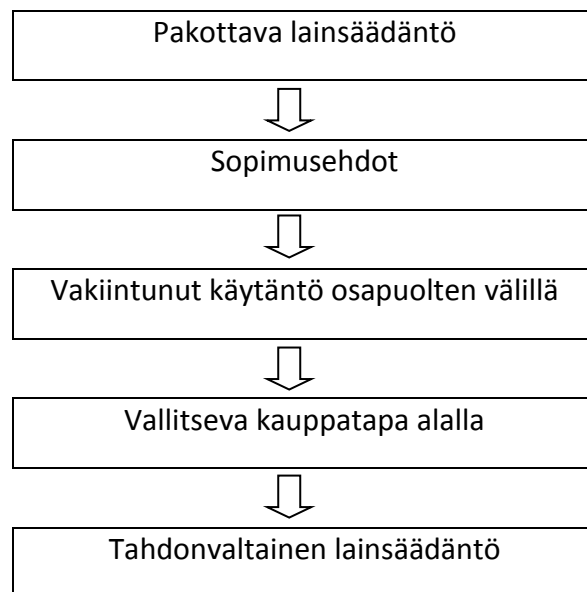 Pakottava lainsäädäntö
Sopimusehdot
Vakiintunut käytäntö osapuolten välillä
Vallitseva kauppatapa alalla
Tahdonvaltainen lainsäädäntö